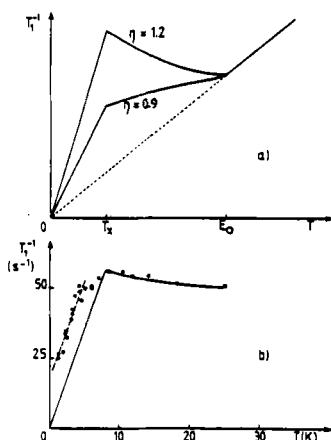 T₁⁻¹
η = 1.2
η = 0.9
a)
0
Tₓ
E₀
T
T₁⁻¹
(s⁻¹)
50
25
b)
0
10
20
30
T(K)